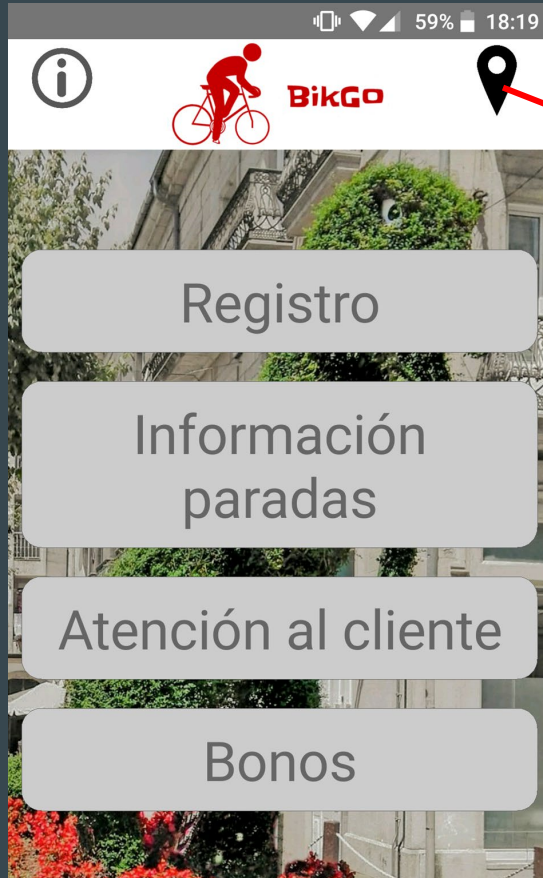 59% 18:19
BikGo
Registro
Información
paradas
Atención al cliente
Bonos